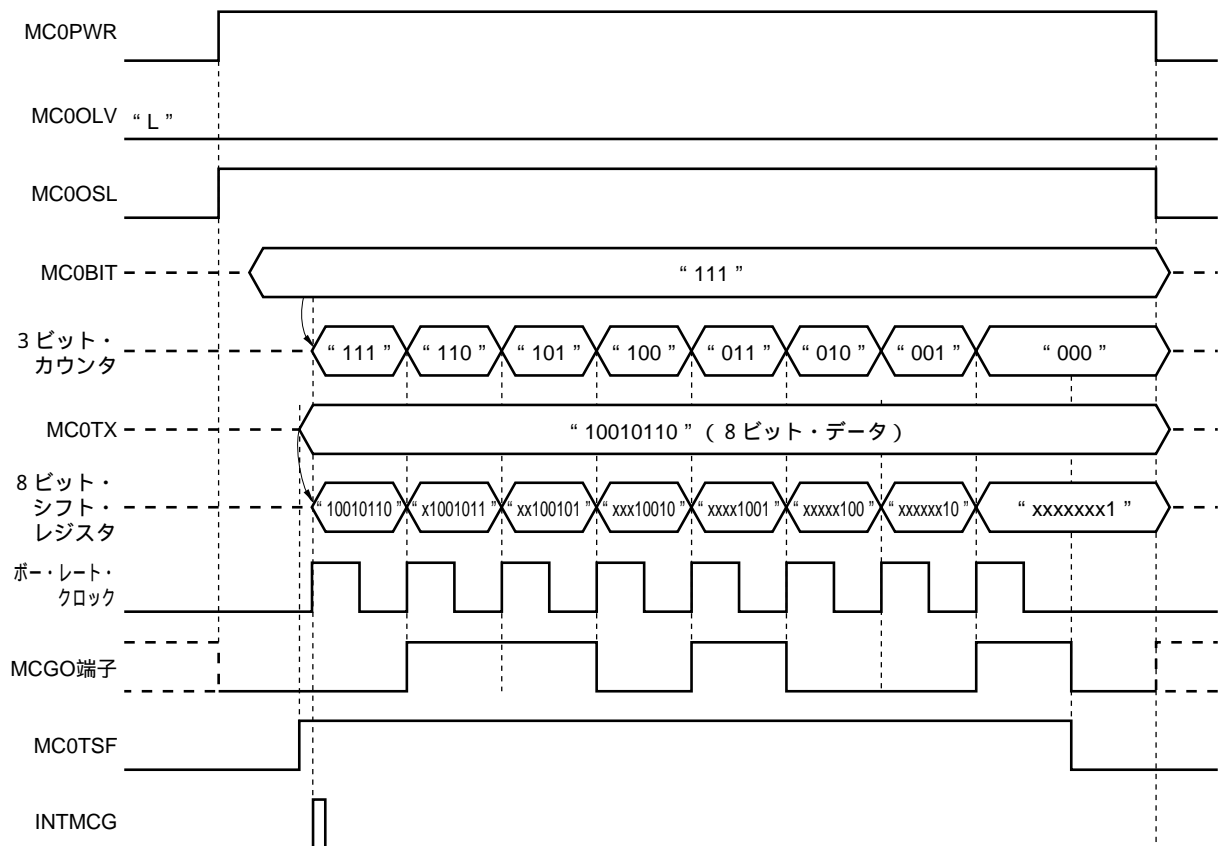 MC0PWR
MC0OLV “ L ”
MC0OSL
MC0BIT “ 111 ”
3 ビット・
カウンタ
“ 111 ” “ 110 ” “ 101 ” “ 100 ” “ 011 ” “ 010 ” “ 001 ” “ 000 ”
MC0TX “ 10010110 ” ( 8 ビット・データ )
8 ビット・
シフト・
レジスタ
“ 10010110 ” “ x1001011 ” “ xx100101 ” “ xxx10010 ” “ xxxx1001 ” “ xxxxx100 ” “ xxxxxx10 ” “ xxxxxxx1 ”
ボー・レート・
クロック
MCGO端子
MC0TSF
INTMCG